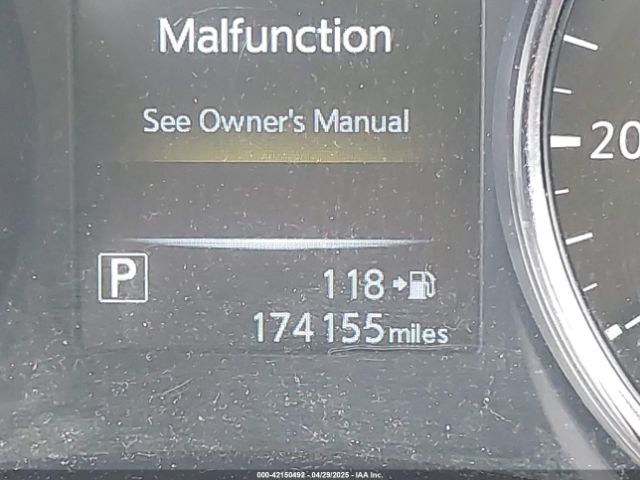 Malfunction
See Owner's Manual
20
P
118
174155 miles
000-42150492 - 04/29/2025 - IAA Inc.